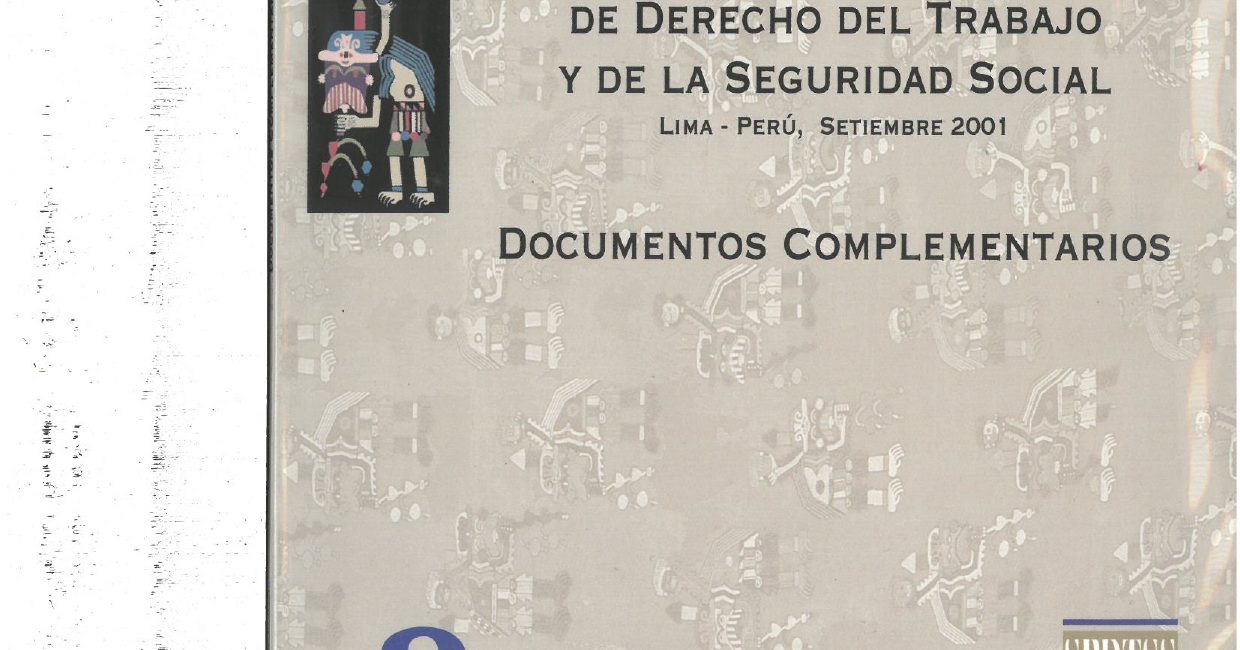 DE DERECHO DEL TRABAJO
Y DE LA SEGURIDAD SOCIAL
LIMA - PERÚ, SETIEMBRE 2001
DOCUMENTOS COMPLEMENTARIOS